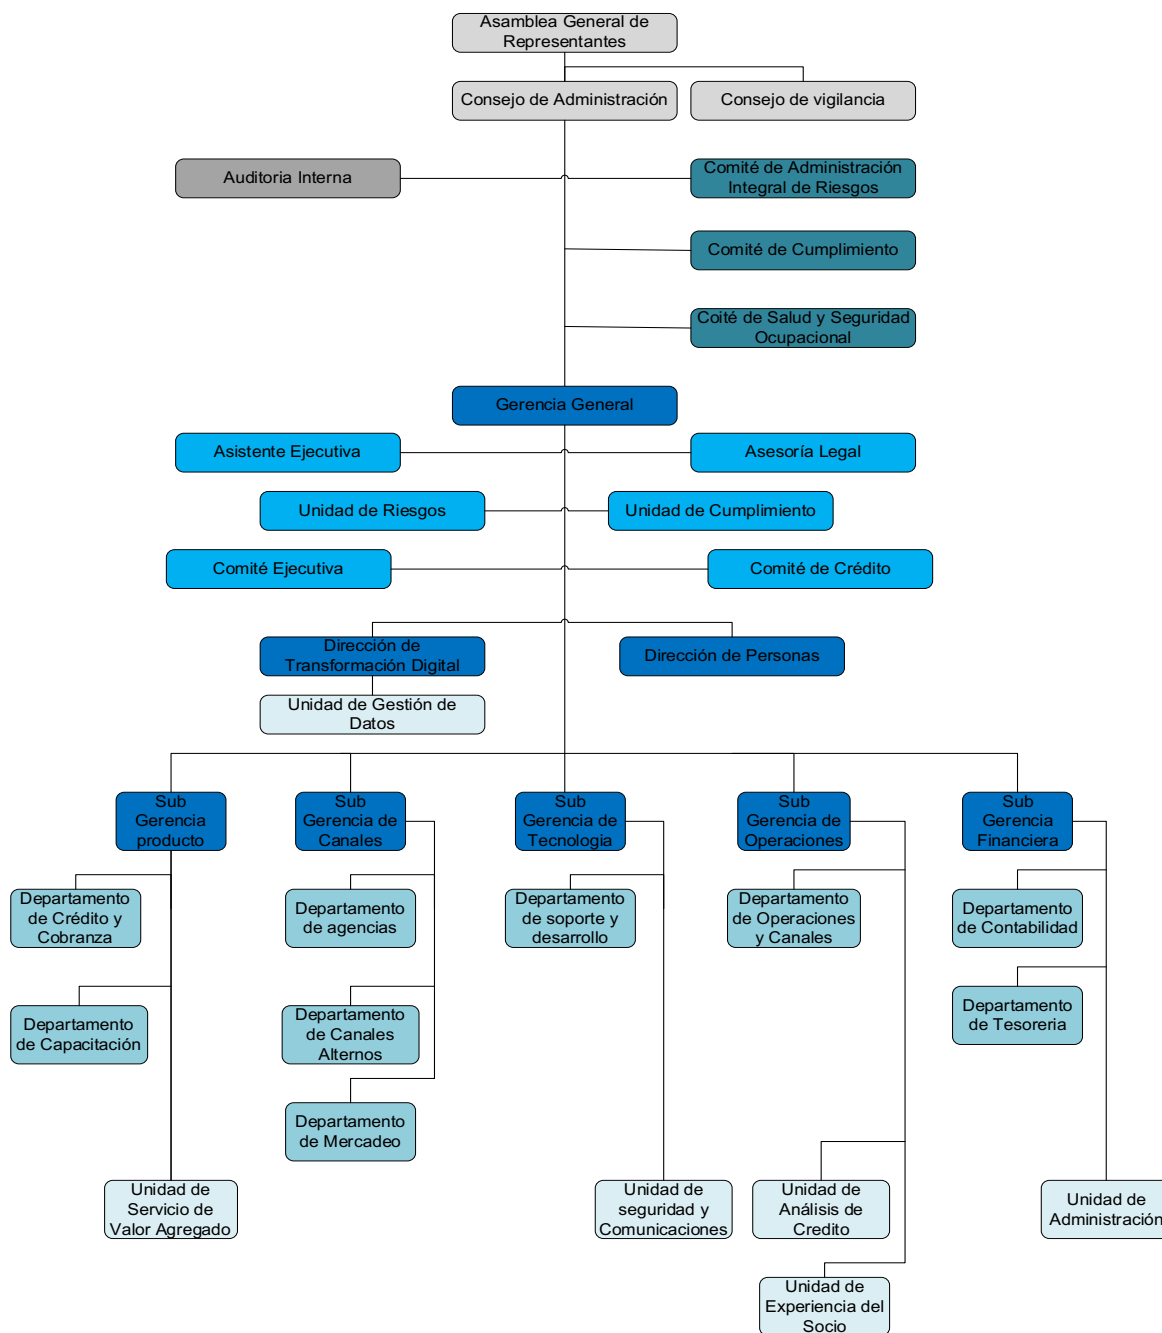 Asamblea General de
Representantes
Consejo de Administración
Consejo de vigilancia
Auditoria Interna
Comité de Administración
Integral de Riesgos
Comité de Cumplimiento
Coité de Salud y Seguridad
Ocupacional
Gerencia General
Asistente Ejecutiva
Asesoría Legal
Unidad de Riesgos
Unidad de Cumplimiento
Comité Ejecutiva
Comité de Crédito
Dirección de
Transformación Digital
Dirección de Personas
Unidad de Gestión de
Datos
Sub
Gerencia
producto
Sub
Gerencia de
Canales
Sub
Gerencia de
Tecnologia
Sub
Gerencia de
Operaciones
Sub
Gerencia
Financiera
Departamento
de Crédito y
Cobranza
Departamento
de agencias
Departamento
de soporte y
desarrollo
Departamento
de Operaciones
y Canales
Departamento
de Contabilidad
Departamento
de Capacitación
Departamento
de Canales
Alternos
Departamento
de Tesoreria
Departamento
de Mercadeo
Unidad de
Servicio de
Valor Agregado
Unidad de
seguridad y
Comunicaciones
Unidad de
Análisis de
Credito
Unidad de
Administración
Unidad de
Experiencia del
Socio